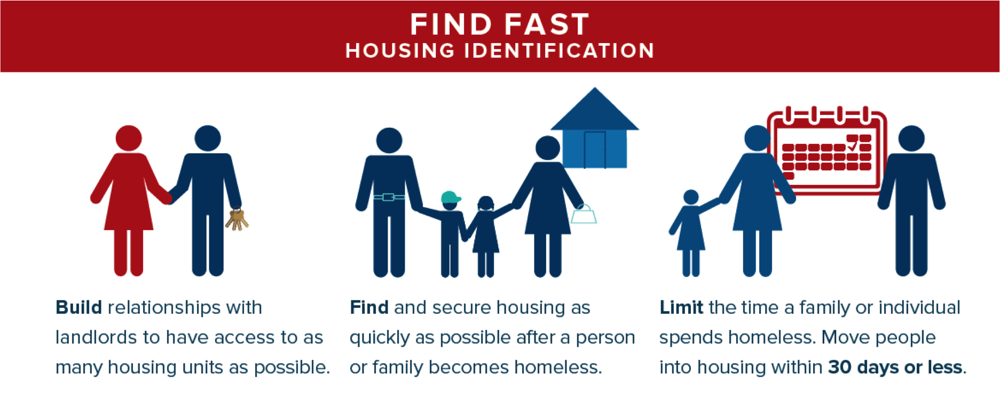 FIND FAST
HOUSING IDENTIFICATION
Build relationships with
landlords to have access to as
many housing units as possible.
Find and secure housing as
quickly as possible after a person
or family becomes homeless.
Limit the time a family or individual
spends homeless. Move people
into housing within 30 days or less.